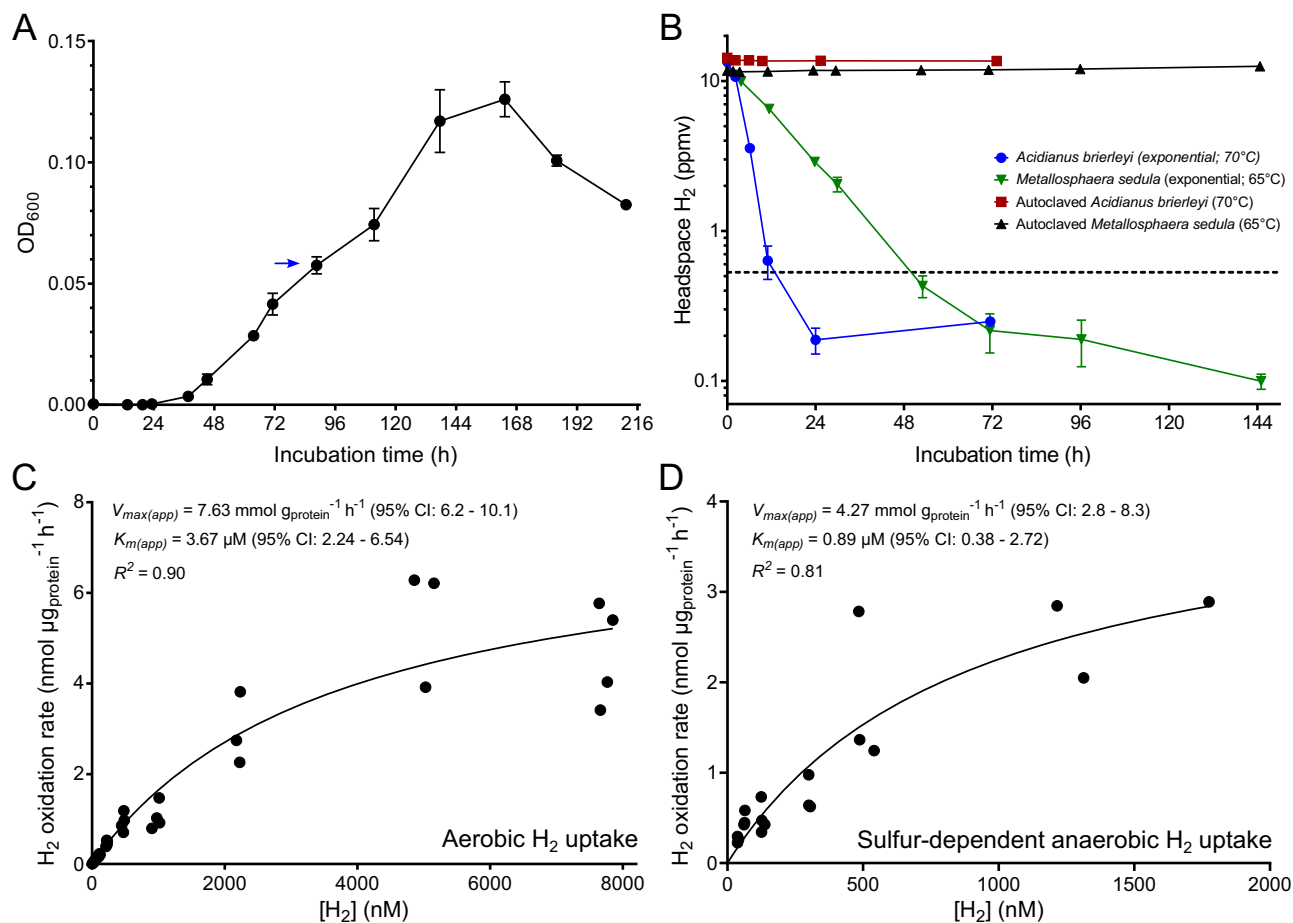 A
OD600
0.15
0.10
0.05
0.00
0 24 48 72 96 120 144 168 192 216
Incubation time (h)
B
Headspace H2 (ppmv)
10
1
0.1
Acidianus brierleyi (exponential; 70°C)
Metallosphaera sedula (exponential; 65°C)
Autoclaved Acidianus brierleyi (70°C)
Autoclaved Metallosphaera sedula (65°C)
0 24 48 72 96 120 144
Incubation time (h)
C
H2 oxidation rate (nmol μgprotein-1 h-1)
8
6
4
2
0
Vmax(app) = 7.63 mmol gprotein-1 h-1 (95% CI: 6.2 - 10.1)
Km(app) = 3.67 μM (95% CI: 2.24 - 6.54)
R2 = 0.90
Aerobic H2 uptake
0 2000 4000 6000 8000
[H2] (nM)
D
H2 oxidation rate (nmol μgprotein-1 h-1)
4
3
2
1
0
Vmax(app) = 4.27 mmol gprotein-1 h-1 (95% CI: 2.8 - 8.3)
Km(app) = 0.89 μM (95% CI: 0.38 - 2.72)
R2 = 0.81
Sulfur-dependent anaerobic H2 uptake
0 500 1000 1500 2000
[H2] (nM)